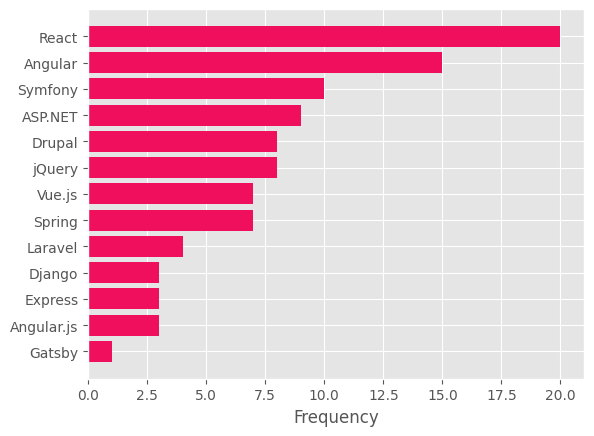 React
Angular
Symfony
ASP.NET
Drupal
jQuery
Vue.js
Spring
Laravel
Django
Express
Angular.js
Gatsby
0.0 2.5 5.0 7.5 10.0 12.5 15.0 17.5 20.0
Frequency